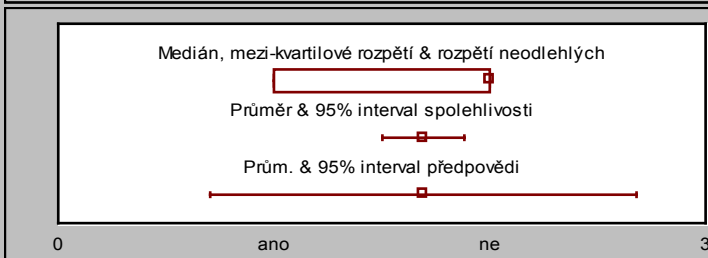 Medián, mezi-kvartilové rozpětí & rozpětí neodlehlých
Průměr & 95% interval spolehlivosti
Prům. & 95% interval předpovědi
0 ano ne 3